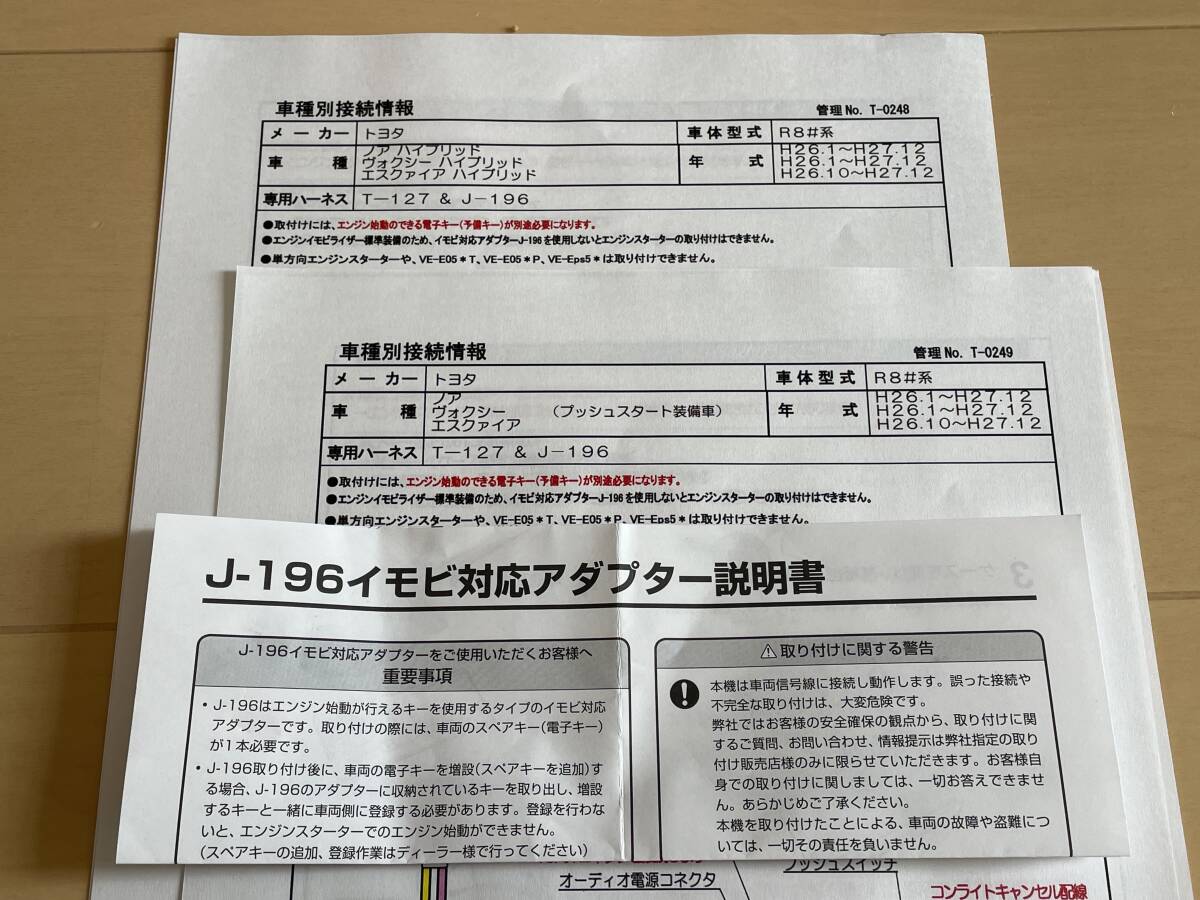 車種別接続情報 管理 No. T-0248
メーカー トヨタ 車体型式 R8#系
車種 ノア ハイブリッド
ヴォクシー ハイブリッド
エスクァイア ハイブリッド
年式 H26.1～H27.12
H26.1～H27.12
H26.10～H27.12
専用ハーネス T-127 & J-196
●取付けには、エンジン始動のできる電子キー(予備キー)が別途必要になります。
●エンジンイモビライザー標準装備のため、イモビ対応アダプターJ-196を使用しないとエンジンスターターの取り付けはできません。
●単方向エンジンスターターや、VE-E05*T、VE-E05*P、VE-Eps5*は取り付けできません。
車種別接続情報 管理 No. T-0249
メーカー トヨタ 車体型式 R8#系
車種 ノア
ヴォクシー (プッシュスタート装備車)
エスクァイア
年式 H26.1～H27.12
H26.1～H27.12
H26.10～H27.12
専用ハーネス T-127 & J-196
●取付けには、エンジン始動のできる電子キー(予備キー)が別途必要になります。
●エンジンイモビライザー標準装備のため、イモビ対応アダプターJ-196を使用しないとエンジンスターターの取り付けはできません。
●単方向エンジンスターターや、VE-E05*T、VE-E05*P、VE-Eps5*は取り付けできません。
J-196イモビ対応アダプター説明書
J-196イモビ対応アダプターをご使用いただくお客様へ
重要事項
・J-196はエンジン始動が行えるキーを使用するタイプのイモビ対応
アダプターです。取り付けの際には、車両のスペアキー(電子キー)
が1本必要です。
・J-196取り付け後に、車両の電子キーを増設(スペアキーを追加)す
る場合、J-196のアダプターに収納されているキーを取り出し、増設
するキーと一緒に車両側に登録する必要があります。登録を行わな
いと、エンジンスターターでのエンジン始動ができません。
(スペアキーの追加、登録作業はディーラー様で行ってください)
⚠取り付けに関する警告
本機は車両信号線に接続し動作します。誤った接続や
不完全な取り付けは、大変危険です。
弊社ではお客様の安全確保の観点から、取り付けに関
するご質問、お問い合わせ、情報提示は弊社指定の取り
付け販売店様のみに限らせていただきます。お客様自
身での取り付けに関しましては、一切お答えできませ
ん。あらかじめご了承ください。
本機を取り付けたことによる、車両の故障や盗難につ
いては、一切その責任を負いません。
プッシュスイッチ
オーディオ電源コネクタ
コンライトキャンセル配線